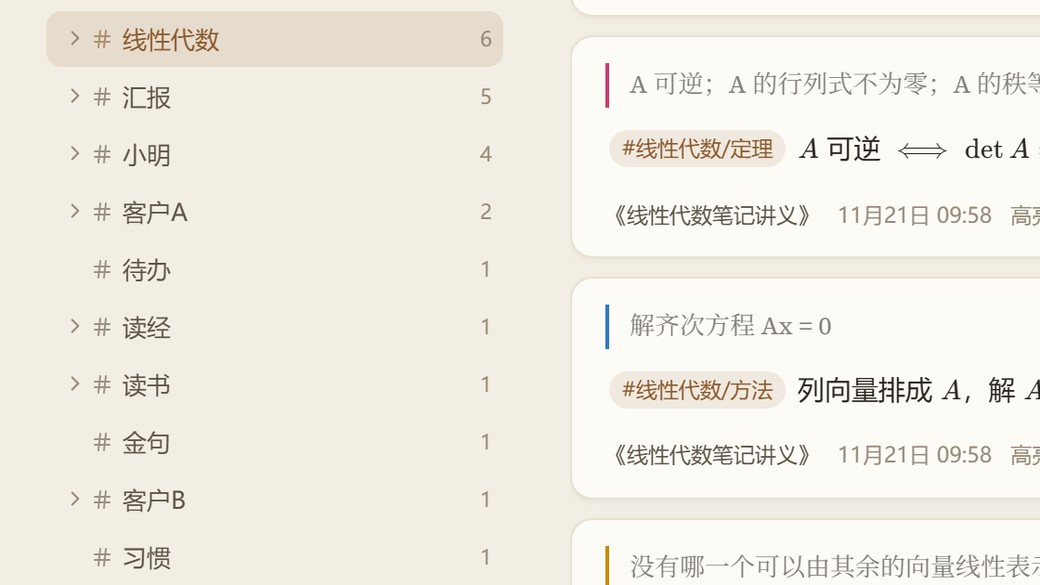 # 线性代数 6
# 汇报 5
# 小明 4
# 客户A 2
# 待办 1
# 读经 1
# 读书 1
# 金句 1
# 客户B 1
# 习惯 1
A 可逆；A 的行列式不为零；A 的秩等
#线性代数/定理 A 可逆 ⟺ det A =
《线性代数笔记讲义》 11月21日 09:58 高亮
解齐次方程 Ax = 0
#线性代数/方法 列向量排成 A，解 A
《线性代数笔记讲义》 11月21日 09:58 高亮
没有哪一个可以由其余的向量线性表示